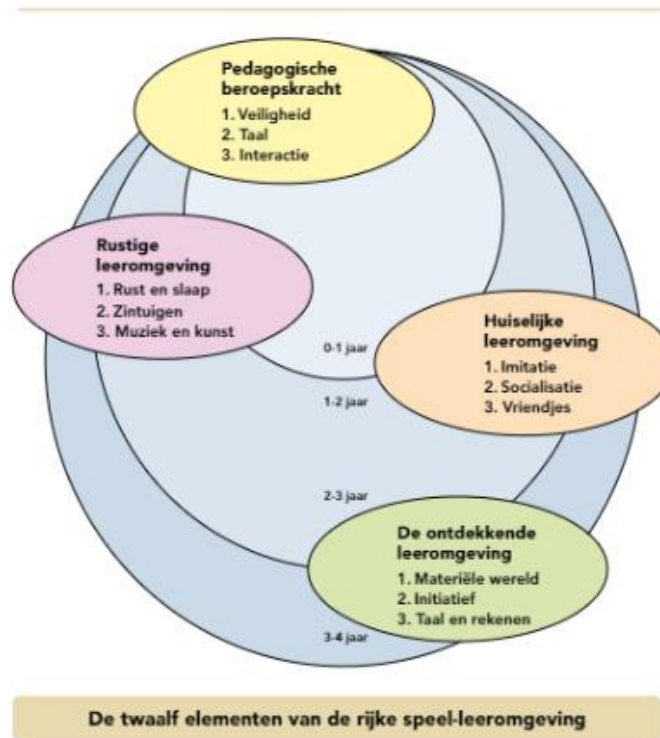 Pedagogische
beroepskracht
1. Veiligheid
2. Taal
3. Interactie
Rustige
leeromgeving
1. Rust en slaap
2. Zintuigen
3. Muziek en kunst
0-1 jaar
Huiselijke
leeromgeving
1. Imitatie
2. Socialisatie
3. Vriendjes
1-2 jaar
2-3 jaar
De ontdekkende
leeromgeving
1. Materiële wereld
2. Initiatief
3. Taal en rekenen
3-4 jaar
De twaalf elementen van de rijke speel-leeromgeving